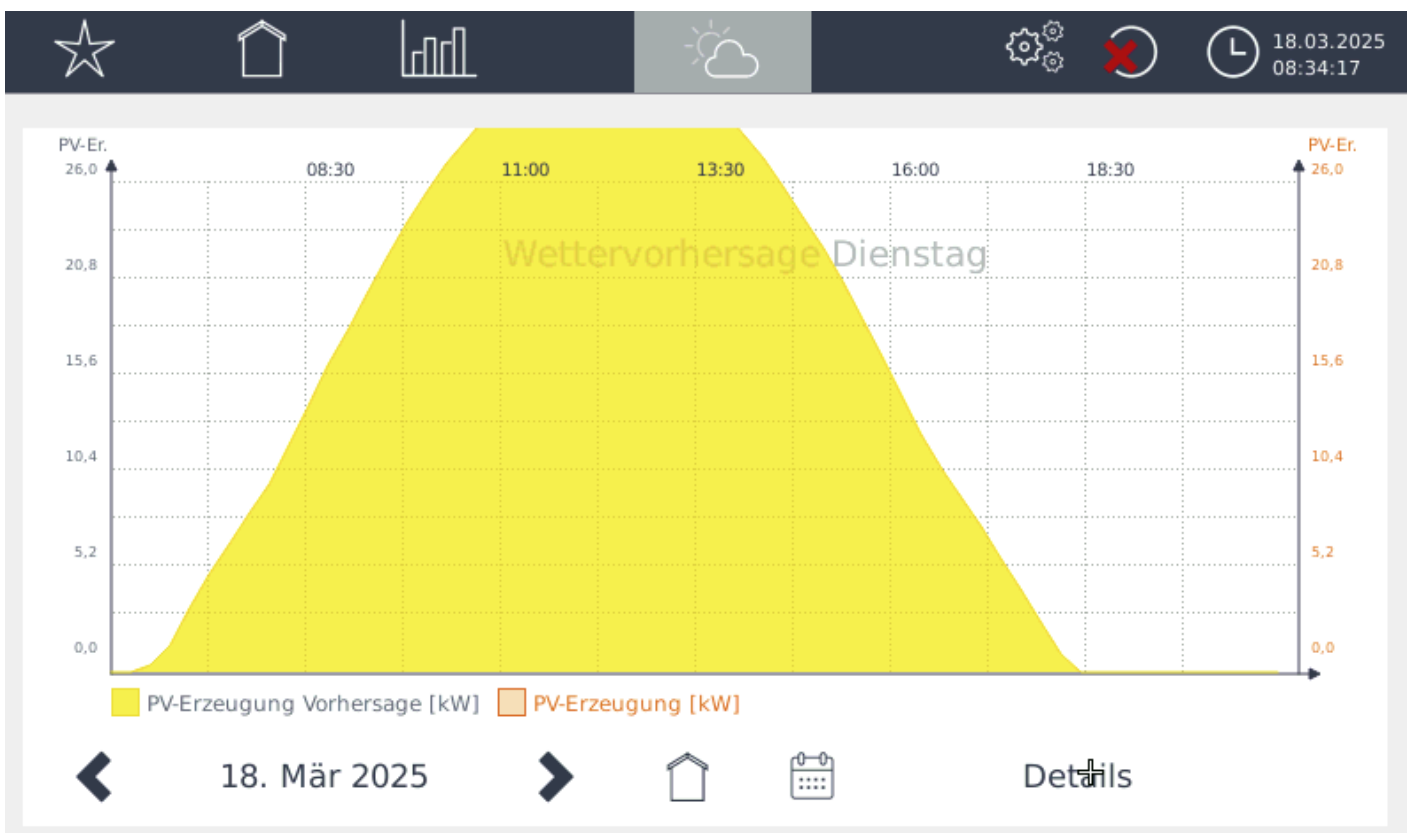 18.03.2025
08:34:17
PV-Er.
PV-Er.
26,0 08:30 11:00 13:30 16:00 18:30 26,0
Wettervorhersage Dienstag
20,8 20,8
15,6 15,6
10,4 10,4
5,2 5,2
0,0 0,0
PV-Erzeugung Vorhersage [kW] PV-Erzeugung [kW]
18. Mär 2025 Details